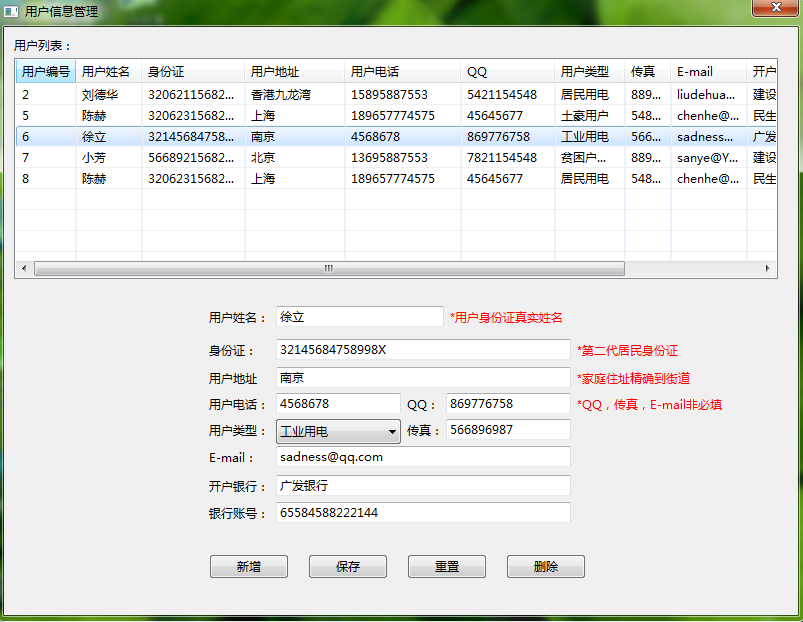 用户信息管理
用户列表：
用户编号 用户姓名 身份证 用户地址 用户电话 QQ 用户类型 传真 E-mail 开户
2 刘德华 32062115682... 香港九龙湾 15895887553 5421154548 居民用电 889... liudehua... 建设
5 陈赫 32062315682... 上海 189657774575 45645677 土豪用户 548... chenhe@... 民生
6 徐立 32145684758... 南京 4568678 869776758 工业用电 566... sadness... 广发
7 小芳 56689215682... 北京 13695887553 7821154548 贫困户... 889... sanye@Y... 建设
8 陈赫 32062315682... 上海 189657774575 45645677 居民用电 548... chenhe@... 民生
用户姓名： 徐立 *用户身份证真实姓名
身份证： 32145684758998X *第二代居民身份证
用户地址 南京 *家庭住址精确到街道
用户电话： 4568678 QQ： 869776758 *QQ，传真，E-mail非必填
用户类型： 工业用电 传真： 566896987
E-mail： sadness@qq.com
开户银行： 广发银行
银行账号： 65584588222144
新增 保存 重置 删除